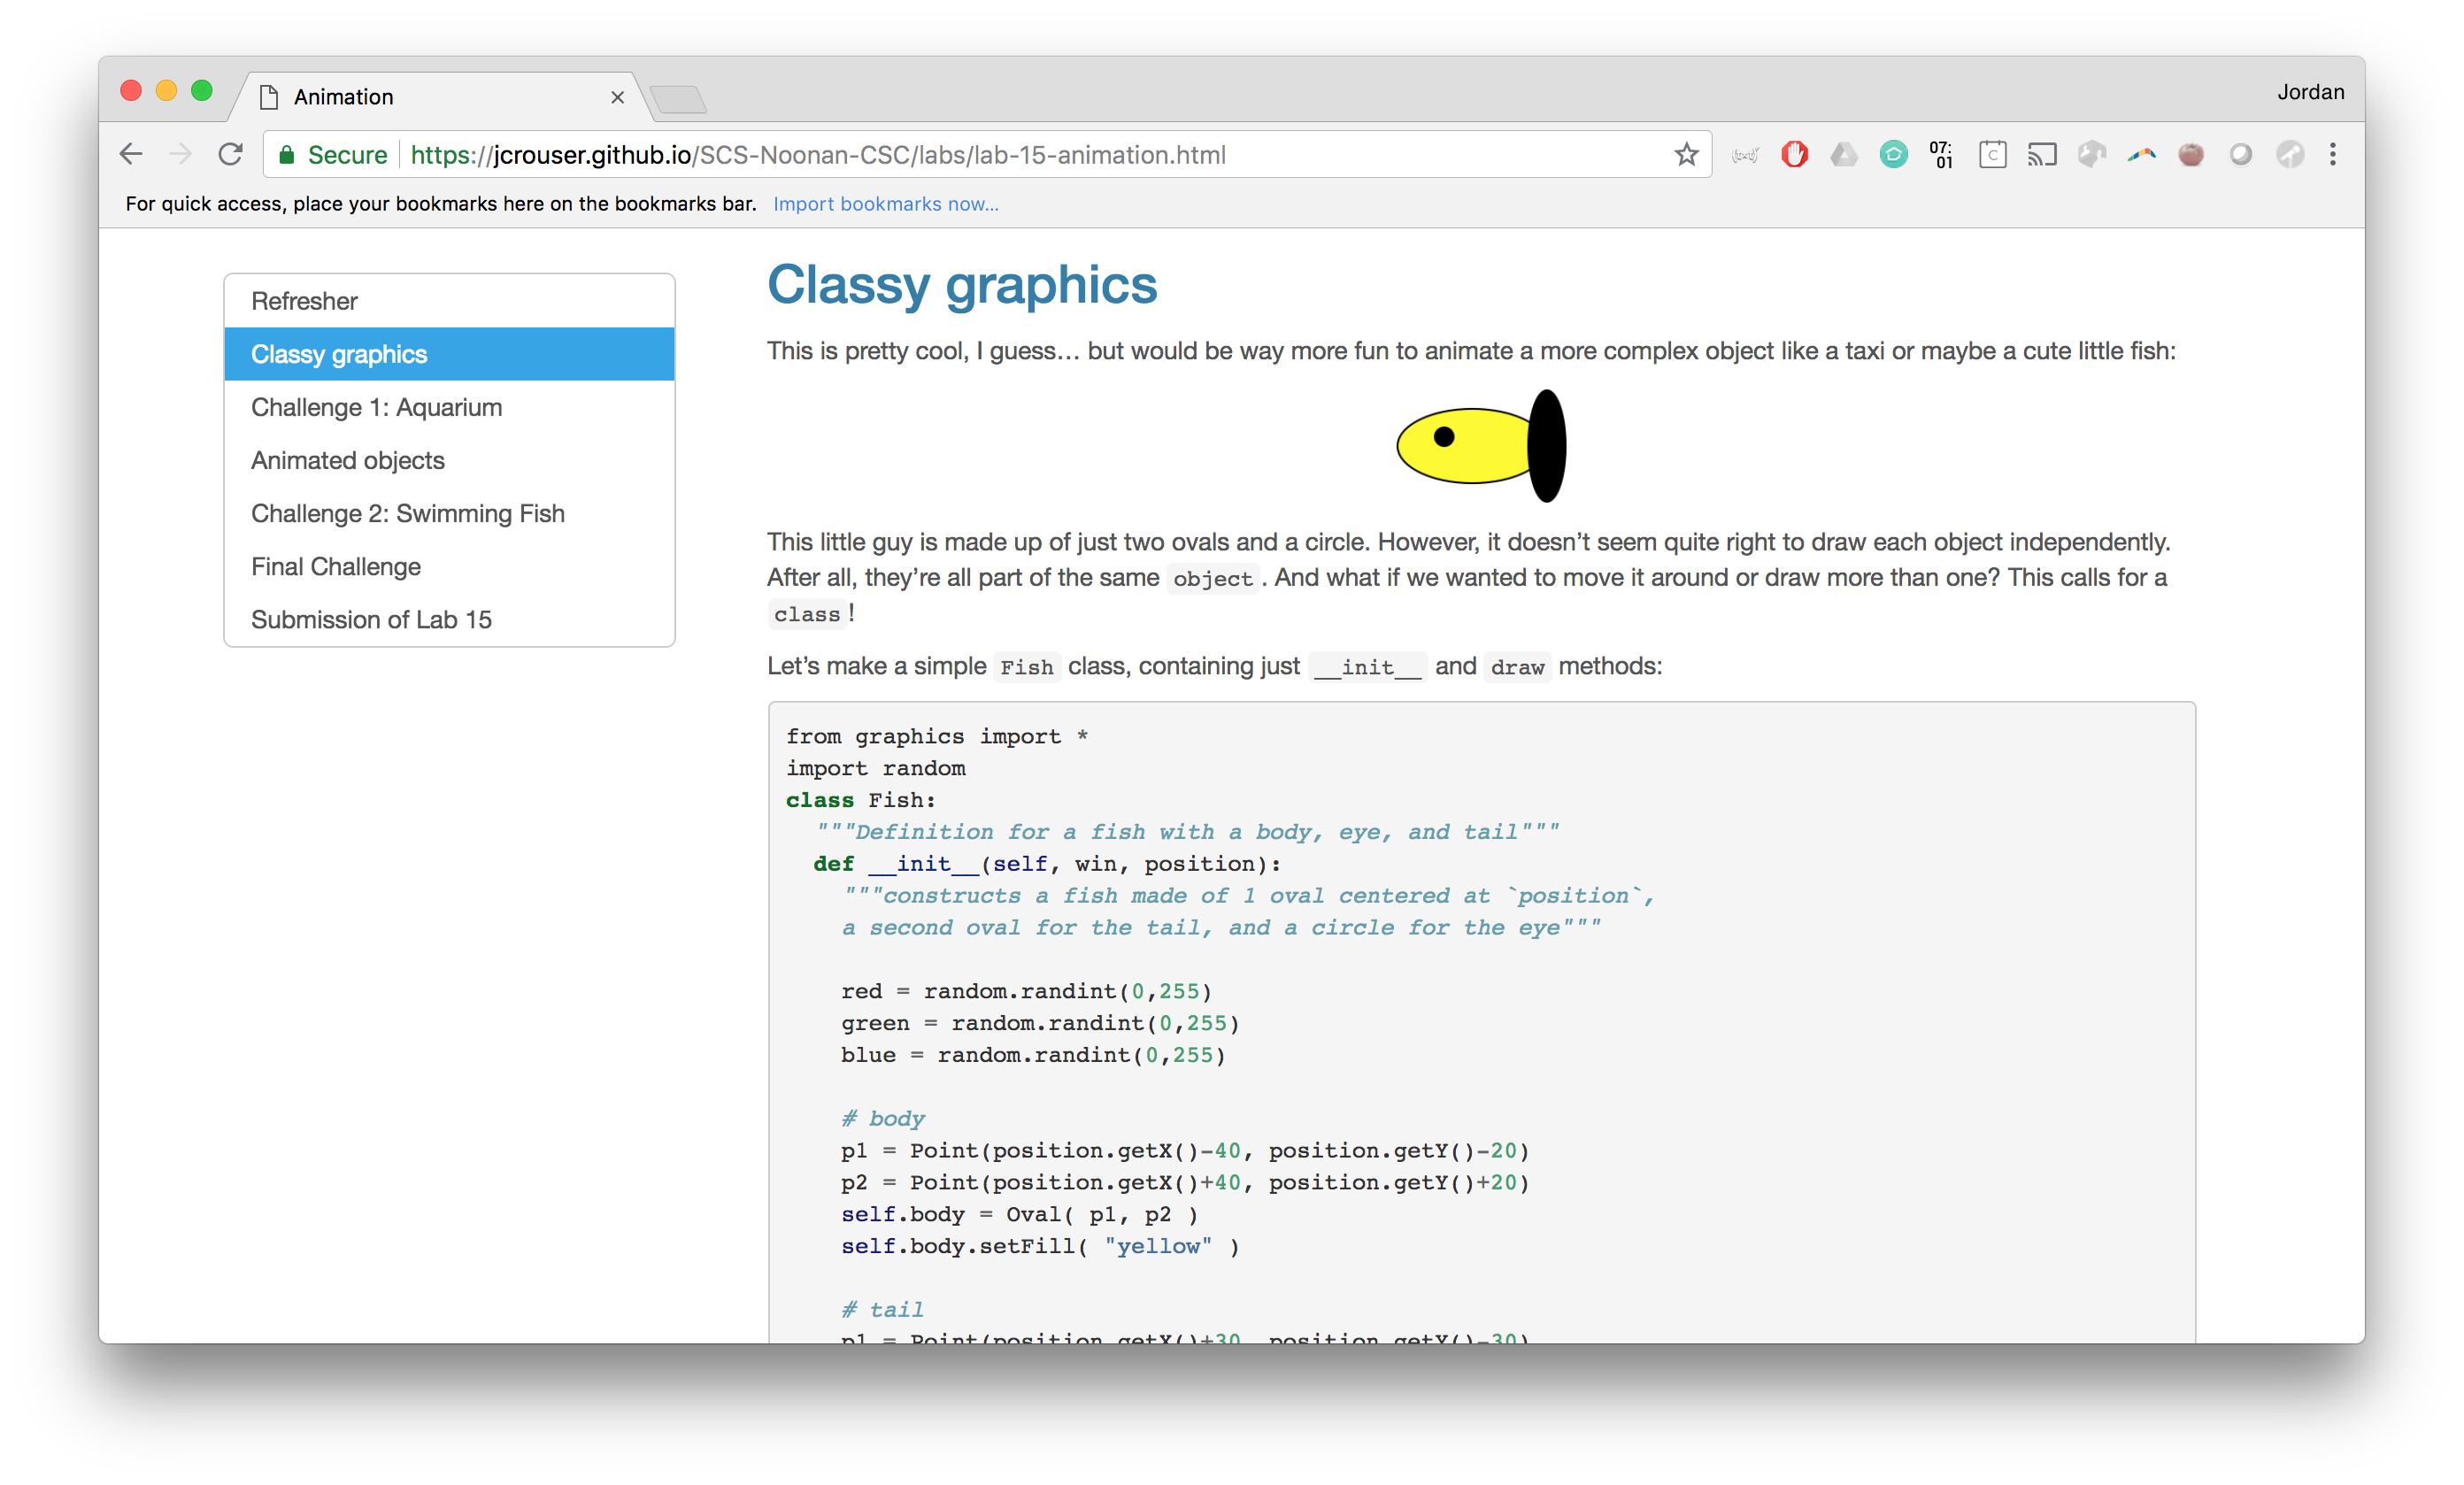 Animation
Jordan
Secure https://jcrouser.github.io/SCS-Noonan-CSC/labs/lab-15-animation.html
07:
01
C
For quick access, place your bookmarks here on the bookmarks bar. Import bookmarks now...
Refresher
Classy graphics
Challenge 1: Aquarium
Animated objects
Challenge 2: Swimming Fish
Final Challenge
Submission of Lab 15
Classy graphics
This is pretty cool, I guess… but would be way more fun to animate a more complex object like a taxi or maybe a cute little fish:
This little guy is made up of just two ovals and a circle. However, it doesn’t seem quite right to draw each object independently.
After all, they’re all part of the same object. And what if we wanted to move it around or draw more than one? This calls for a
class!
Let’s make a simple Fish class, containing just __init__ and draw methods:
from graphics import *
import random
class Fish:
  """Definition for a fish with a body, eye, and tail"""
  def __init__(self, win, position):
    """constructs a fish made of 1 oval centered at `position`,
    a second oval for the tail, and a circle for the eye"""
    red = random.randint(0,255)
    green = random.randint(0,255)
    blue = random.randint(0,255)
    # body
    p1 = Point(position.getX()-40, position.getY()-20)
    p2 = Point(position.getX()+40, position.getY()+20)
    self.body = Oval( p1, p2 )
    self.body.setFill( "yellow" )
    # tail
    p1 = Point(position.getX()+30, position.getY()-30)